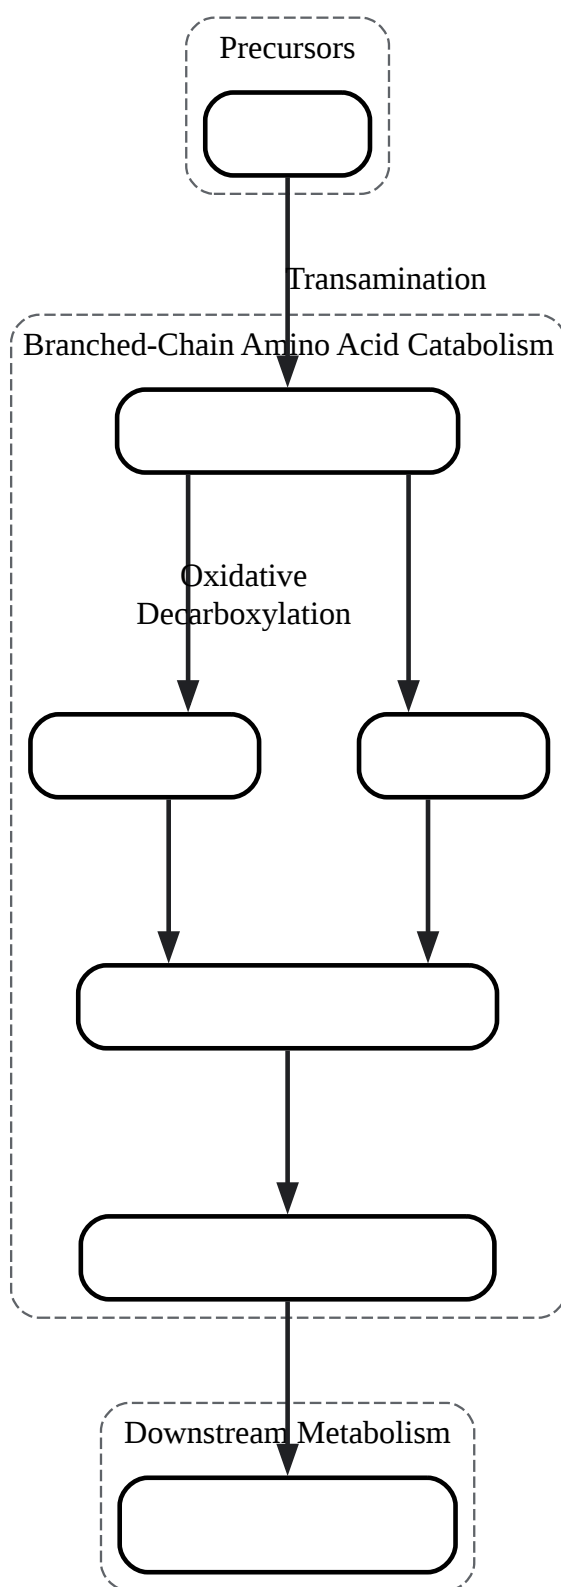 Precursors
Transamination
Branched-Chain Amino Acid Catabolism
Oxidative
Decarboxylation
Downstream Metabolism